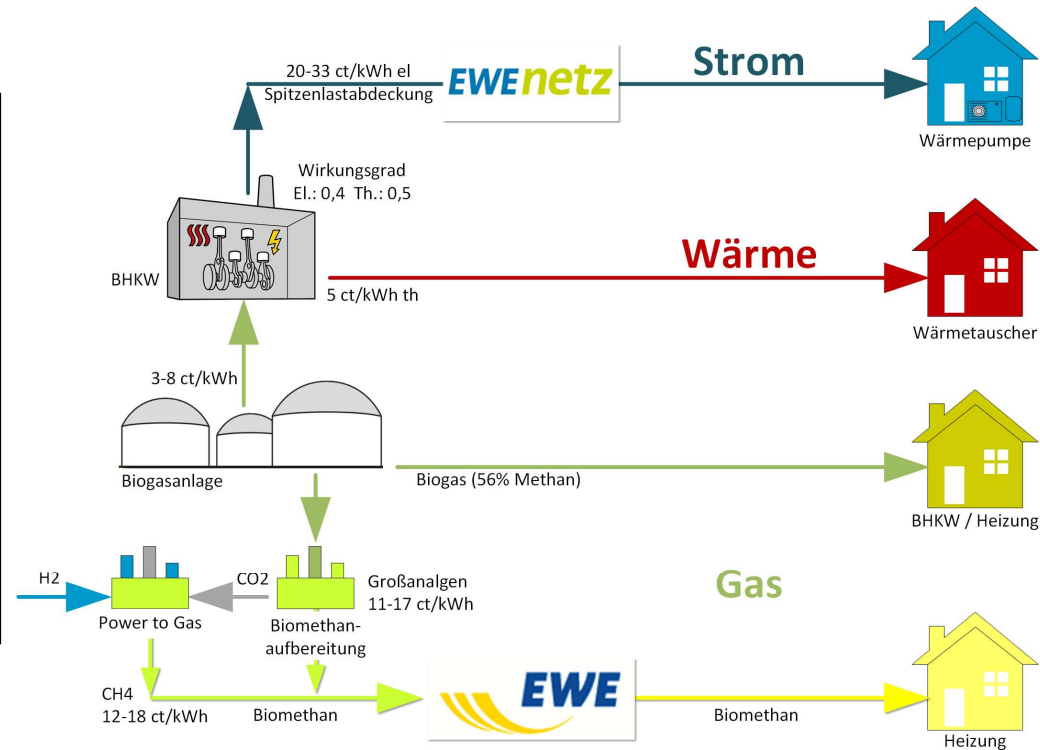 20-33 ct/kWh el
Spitzenlastabdeckung
EWEnetz
Strom
Wärmepumpe
Wirkungsgrad
El.: 0,4 Th.: 0,5
BHKW
Wärme
5 ct/kWh th
Wärmetauscher
3-8 ct/kWh
Biogasanlage
Biogas (56% Methan)
BHKW / Heizung
H2
CO2
Großanalgen
11-17 ct/kWh
Gas
Power to Gas
Biomethan-
aufbereitung
CH4
12-18 ct/kWh
Biomethan
EWE
Biomethan
Heizung